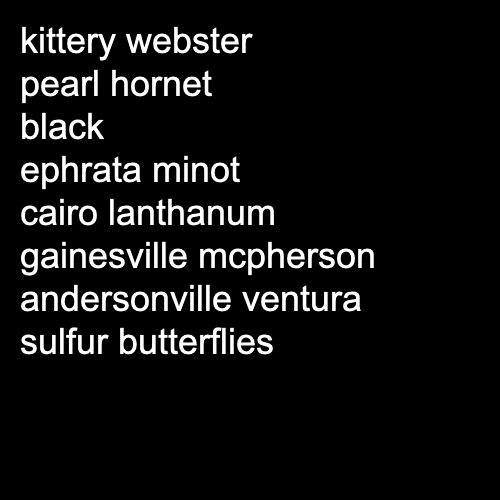 kittery webster
pearl hornet
black
ephrata minot
cairo lanthanum
gainesville mcpherson
andersonville ventura
sulfur butterflies